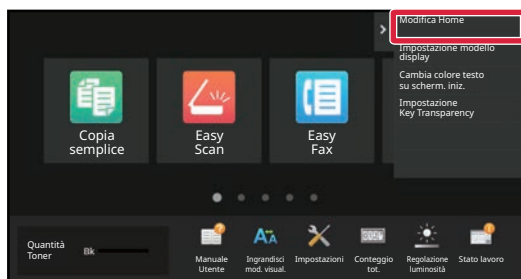 Modifica Home
Impostazione modello
display
Cambia colore testo
su scherm. iniz.
Impostazione
Key Transparency
Copia
semplice
Easy
Scan
Easy
Fax
Quantità
Toner
Bk
Manuale
Utente
Ingrandisci
mod. visual.
Impostazioni
Conteggio
tot.
Regolazione
luminosità
Stato lavoro